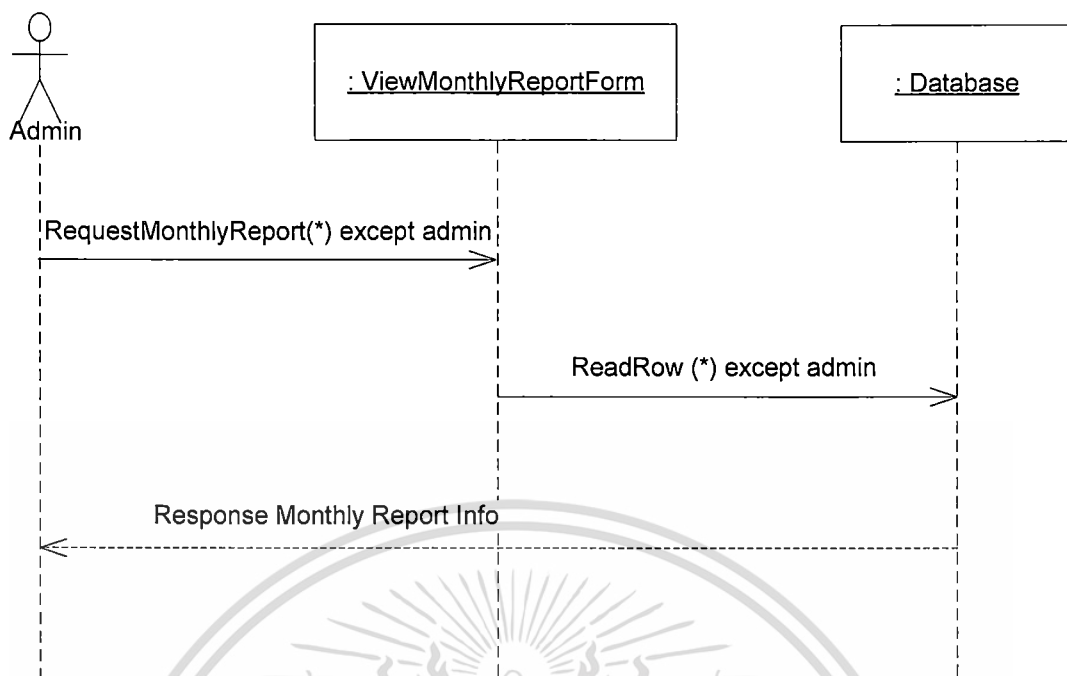 : ViewMonthlyReportForm
: Database
Admin
RequestMonthlyReport(*) except admin
ReadRow (*) except admin
Response Monthly Report Info